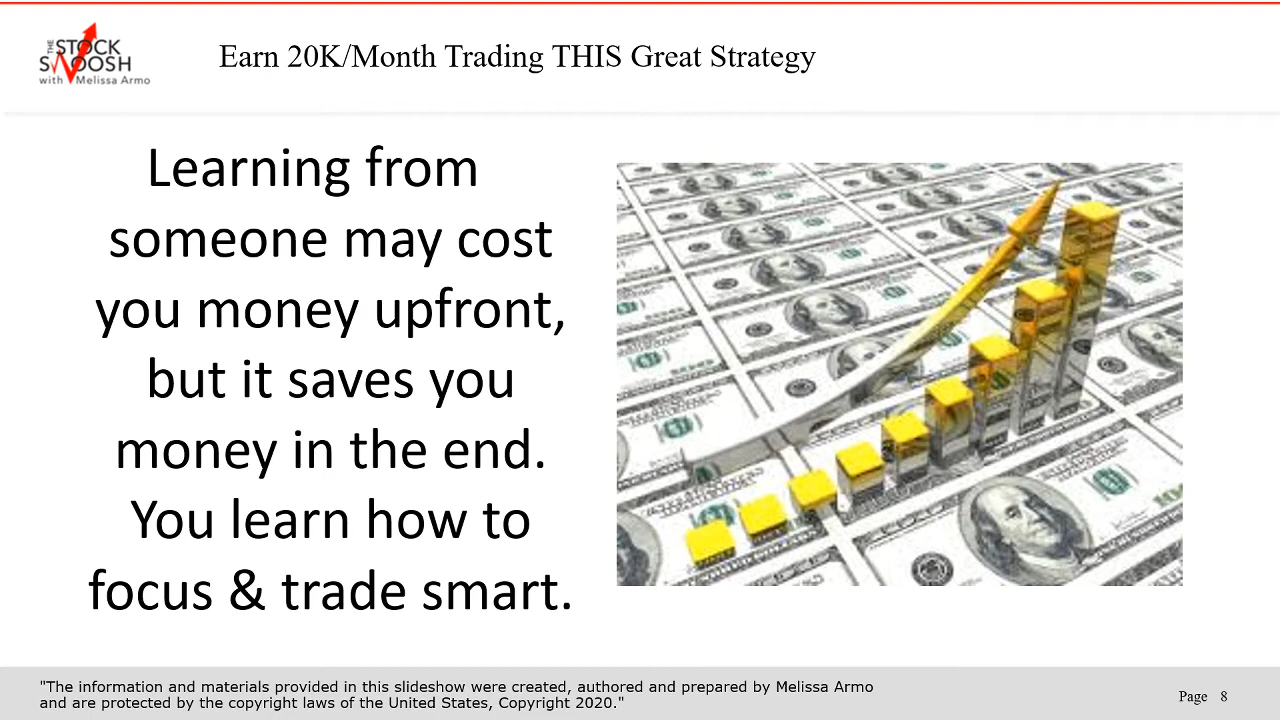 THE
STOCK
SWOOSH
with Melissa Armo
Earn 20K/Month Trading THIS Great Strategy
Learning from
someone may cost
you money upfront,
but it saves you
money in the end.
You learn how to
focus & trade smart.
"The information and materials provided in this slideshow were created, authored and prepared by Melissa Armo
and are protected by the copyright laws of the United States, Copyright 2020."
Page 8